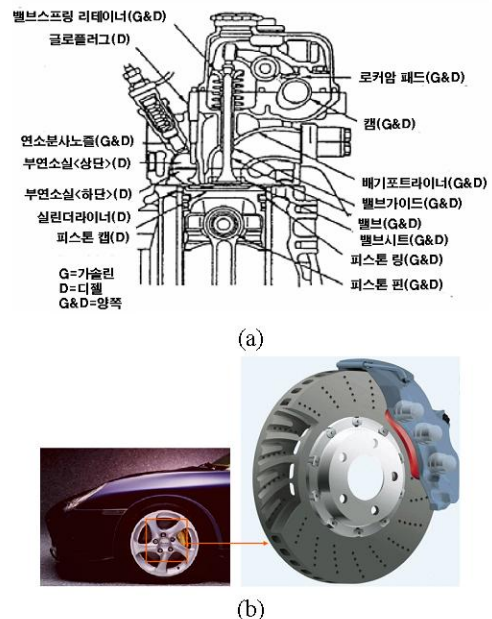 밸브스프링 리테이너(G&D)
글로플러그(D)
로커암 패드(G&D)
캠(G&D)
연소분사노즐(G&D)
부연소실<상단>(D)
배기포트라이너(G&D)
밸브가이드(G&D)
부연소실<하단>(D)
밸브(G&D)
실린더라이너(D)
밸브시트(G&D)
피스톤 캡(D)
피스톤 링(G&D)
피스톤 핀(G&D)
G=가솔린
D=디젤
G&D=양쪽
(a)
(b)